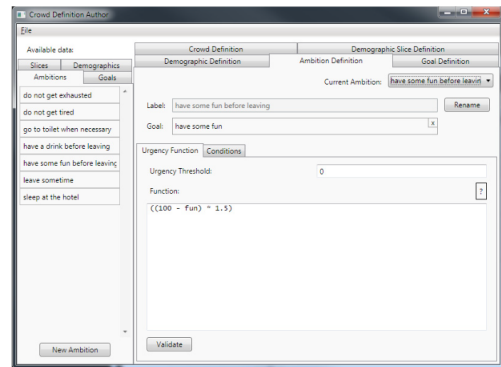 Crowd Definition Author
File
Available data:
Slices Demographics
Ambitions Goals
do not get exhausted
do not get tired
go to toilet when necessary
have a drink before leaving
have some fun before leaving
leave sometime
sleep at the hotel
New Ambition
Crowd Definition Demographic Slice Definition
Demographic Definition Ambition Definition Goal Definition
Current Ambition: have some fun before leavin
Label: have some fun before leaving Rename
Goal: have some fun x
Urgency Function Conditions
Urgency Threshold: 0
Function: ?
((100 - fun) ^ 1.5)
Validate